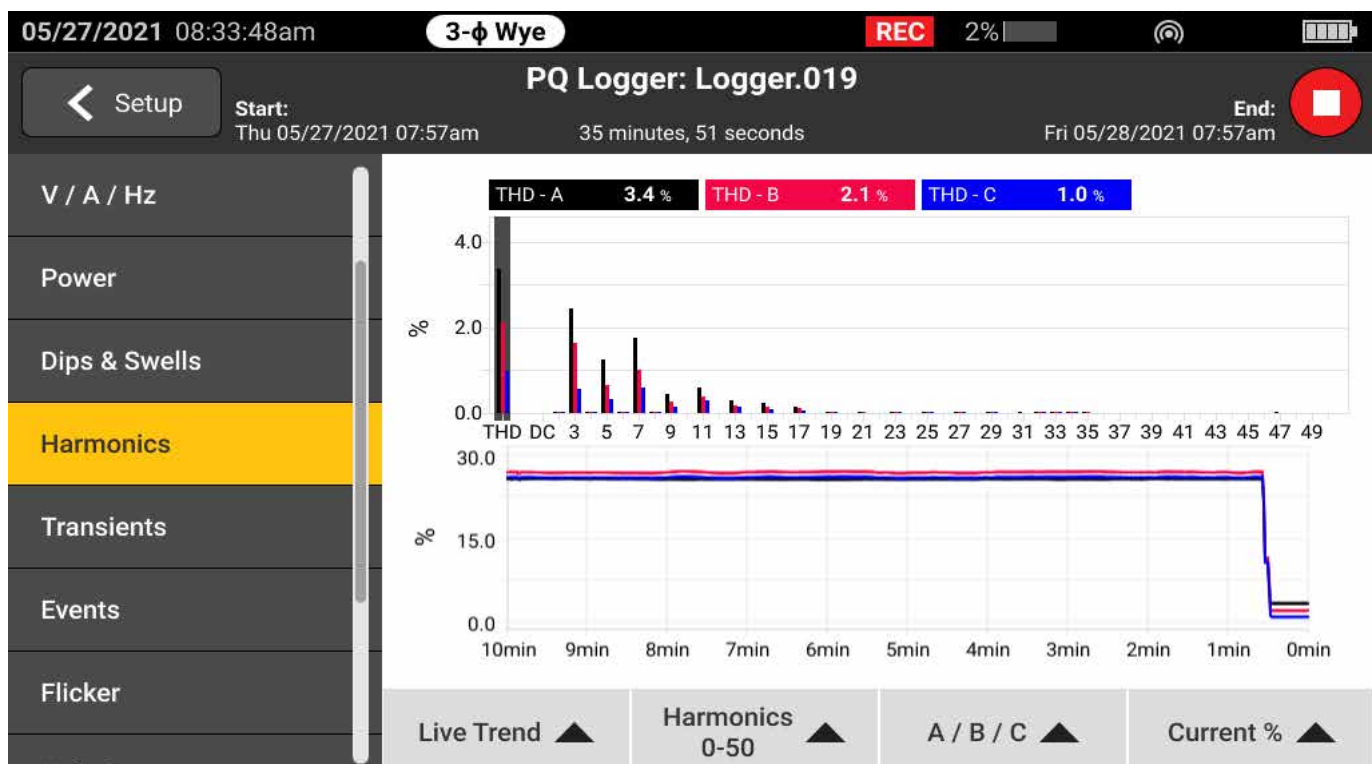 05/27/2021 08:33:48am 3-ϕ Wye REC 2%
PQ Logger: Logger.019
Setup
Start:
Thu 05/27/2021 07:57am
35 minutes, 51 seconds
End:
Fri 05/28/2021 07:57am
V / A / Hz
Power
Dips & Swells
Harmonics
Transients
Events
Flicker
THD - A 3.4 % THD - B 2.1 % THD - C 1.0 %
4.0
2.0
0.0
%
THD DC 3 5 7 9 11 13 15 17 19 21 23 25 27 29 31 33 35 37 39 41 43 45 47 49
30.0
15.0
0.0
%
10min 9min 8min 7min 6min 5min 4min 3min 2min 1min 0min
Live Trend
Harmonics
0-50
A / B / C
Current %